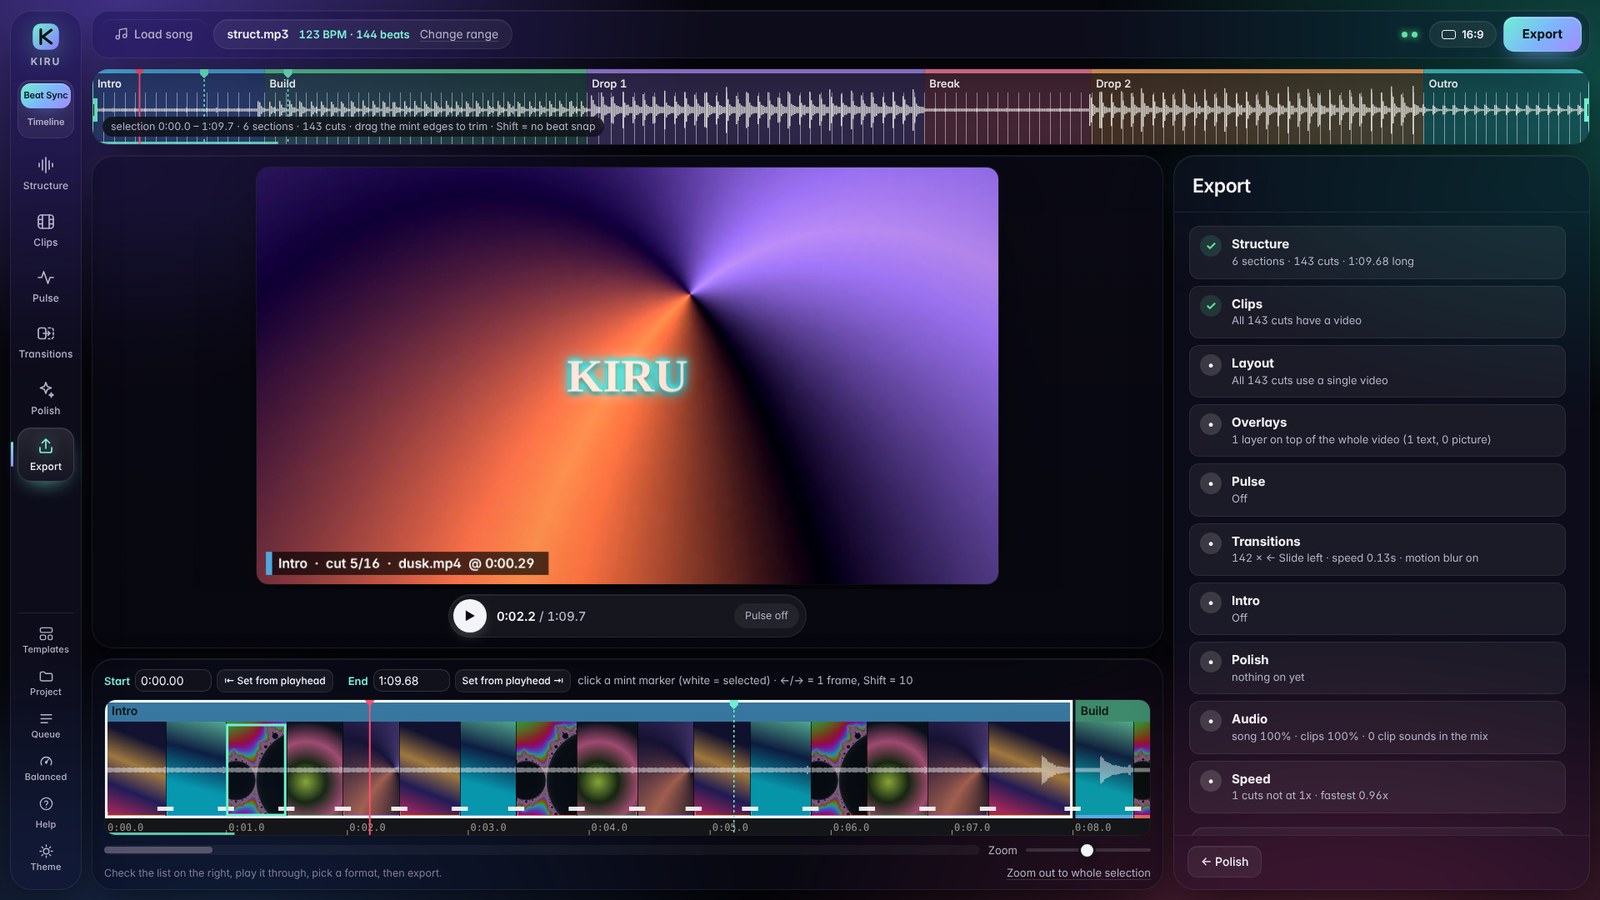 KIRU
Beat Sync
Timeline
Structure
Clips
Pulse
Transitions
Polish
Export
Templates
Project
Queue
Balanced
Help
Theme
Load song
struct.mp3 123 BPM · 144 beats Change range
16:9
Export
Intro
Build
Drop 1
Break
Drop 2
Outro
selection 0:00.0 – 1:09.7 · 6 sections · 143 cuts · drag the mint edges to trim · Shift = no beat snap
KIRU
Intro · cut 5/16 · dusk.mp4 @ 0:00.29
0:02.2 / 1:09.7
Pulse off
Start 0:00.00 ⇤ Set from playhead End 1:09.68 Set from playhead ⇥ click a mint marker (white = selected) · ←/→ = 1 frame, Shift = 10
Intro
Build
0:00.0 0:01.0 0:02.0 0:03.0 0:04.0 0:05.0 0:06.0 0:07.0 0:08.0
Zoom
Check the list on the right, play it through, pick a format, then export.
Zoom out to whole selection
Export
Structure
6 sections · 143 cuts · 1:09.68 long
Clips
All 143 cuts have a video
Layout
All 143 cuts use a single video
Overlays
1 layer on top of the whole video (1 text, 0 picture)
Pulse
Off
Transitions
142 × ← Slide left · speed 0.13s · motion blur on
Intro
Off
Polish
nothing on yet
Audio
song 100% · clips 100% · 0 clip sounds in the mix
Speed
1 cuts not at 1x · fastest 0.96x
← Polish